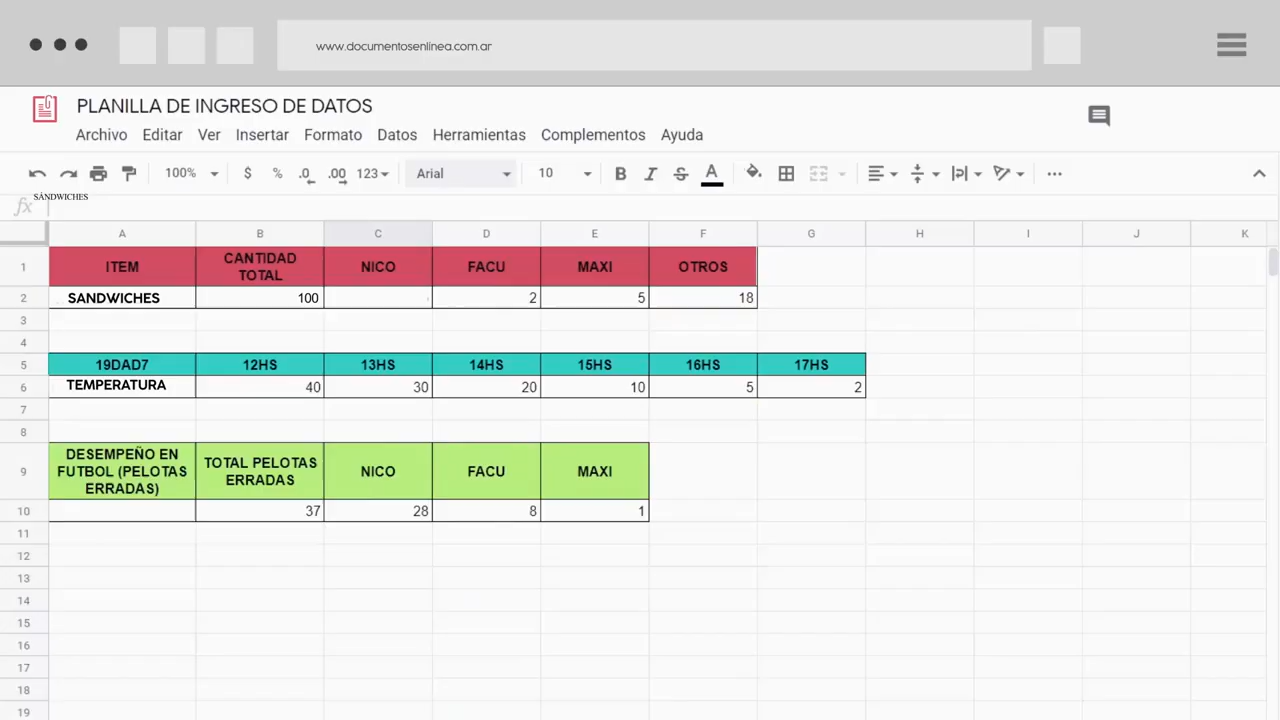 www.documentosenlinea.com.ar
PLANILLA DE INGRESO DE DATOS
Archivo Editar Ver Insertar Formato Datos Herramientas Complementos Ayuda
100% $ % .0 .00 123 Arial 10 B I S A
fx SÁNDWICHES
A B C D E F G H I J K
1 ITEM CANTIDAD TOTAL NICO FACU MAXI OTROS
2 SANDWICHES 100 2 5 18
3
4
5 19DAD7 12HS 13HS 14HS 15HS 16HS 17HS
6 TEMPERATURA 40 30 20 10 5 2
7
8
9 DESEMPEÑO EN FUTBOL (PELOTAS ERRADAS) TOTAL PELOTAS ERRADAS NICO FACU MAXI
10 37 28 8 1
11
12
13
14
15
16
17
18
19